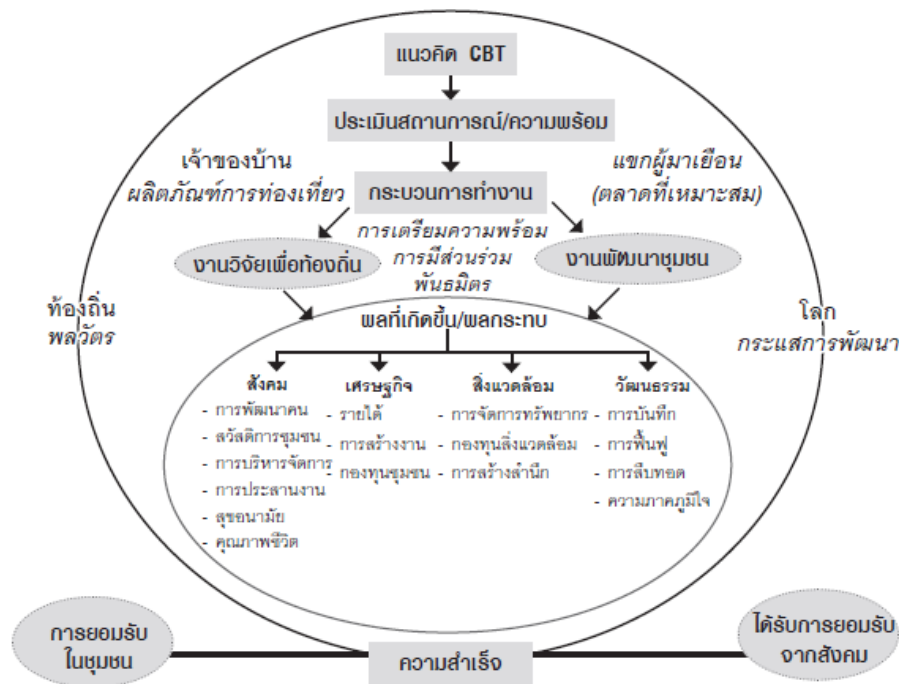 แนวคิด CBT
ประเมินสถานการณ์/ความพร้อม
เจ้าของบ้าน
ผลิตภัณฑ์การท่องเที่ยว
แขกผู้มาเยือน
(ตลาดที่เหมาะสม)
กระบวนการทำงาน
การเตรียมความพร้อม
การมีส่วนร่วม
พันธมิตร
งานวิจัยเพื่อท้องถิ่น
งานพัฒนาชุมชน
ท้องถิ่น
พลวัตร
โลก
กระแสการพัฒนา
ผลที่เกิดขึ้น/ผลกระทบ
สังคม
- การพัฒนาคน
- สวัสดิการชุมชน
- การบริหารจัดการ
- การประสานงาน
- สุขอนามัย
- คุณภาพชีวิต
เศรษฐกิจ
- รายได้
- การสร้างงาน
- กองทุนชุมชน
สิ่งแวดล้อม
- การจัดการทรัพยากร
- กองทุนสิ่งแวดล้อม
- การสร้างสำนึก
วัฒนธรรม
- การบันทึก
- การฟื้นฟู
- การสืบทอด
- ความภาคภูมิใจ
การยอมรับ
ในชุมชน
ความสำเร็จ
ได้รับการยอมรับ
จากสังคม